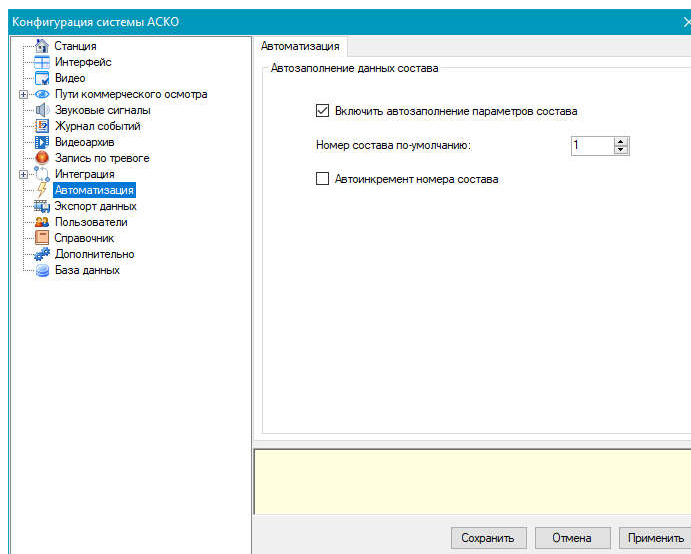 Конфигурация системы АСКО
Станция
Интерфейс
Видео
Пути коммерческого осмотра
Звуковые сигналы
Журнал событий
Видеоархив
Запись по тревоге
Интеграция
Автоматизация
Экспорт данных
Пользователи
Справочник
Дополнительно
База данных
Автоматизация
Автозаполнение данных состава
Включить автозаполнение параметров состава
Номер состава по-умолчанию: 1
Автоинкремент номера состава
Сохранить Отмена Применить